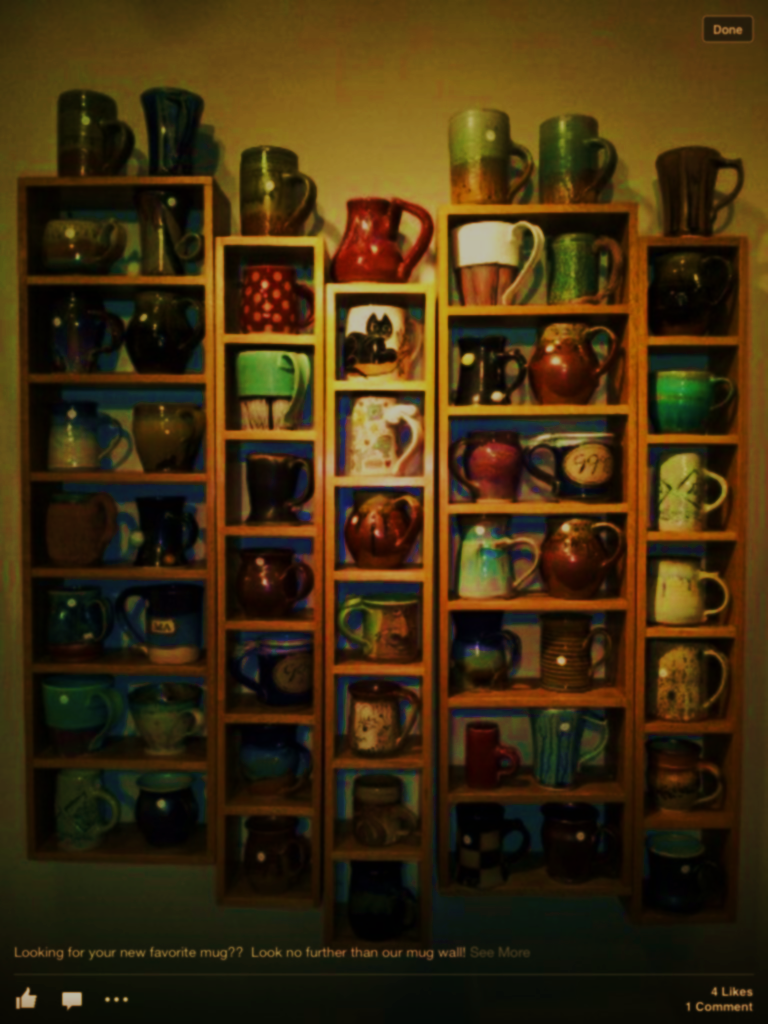 Done
Looking for your new favorite mug?? Look no further than our mug wall! See More
4 Likes
1 Comment